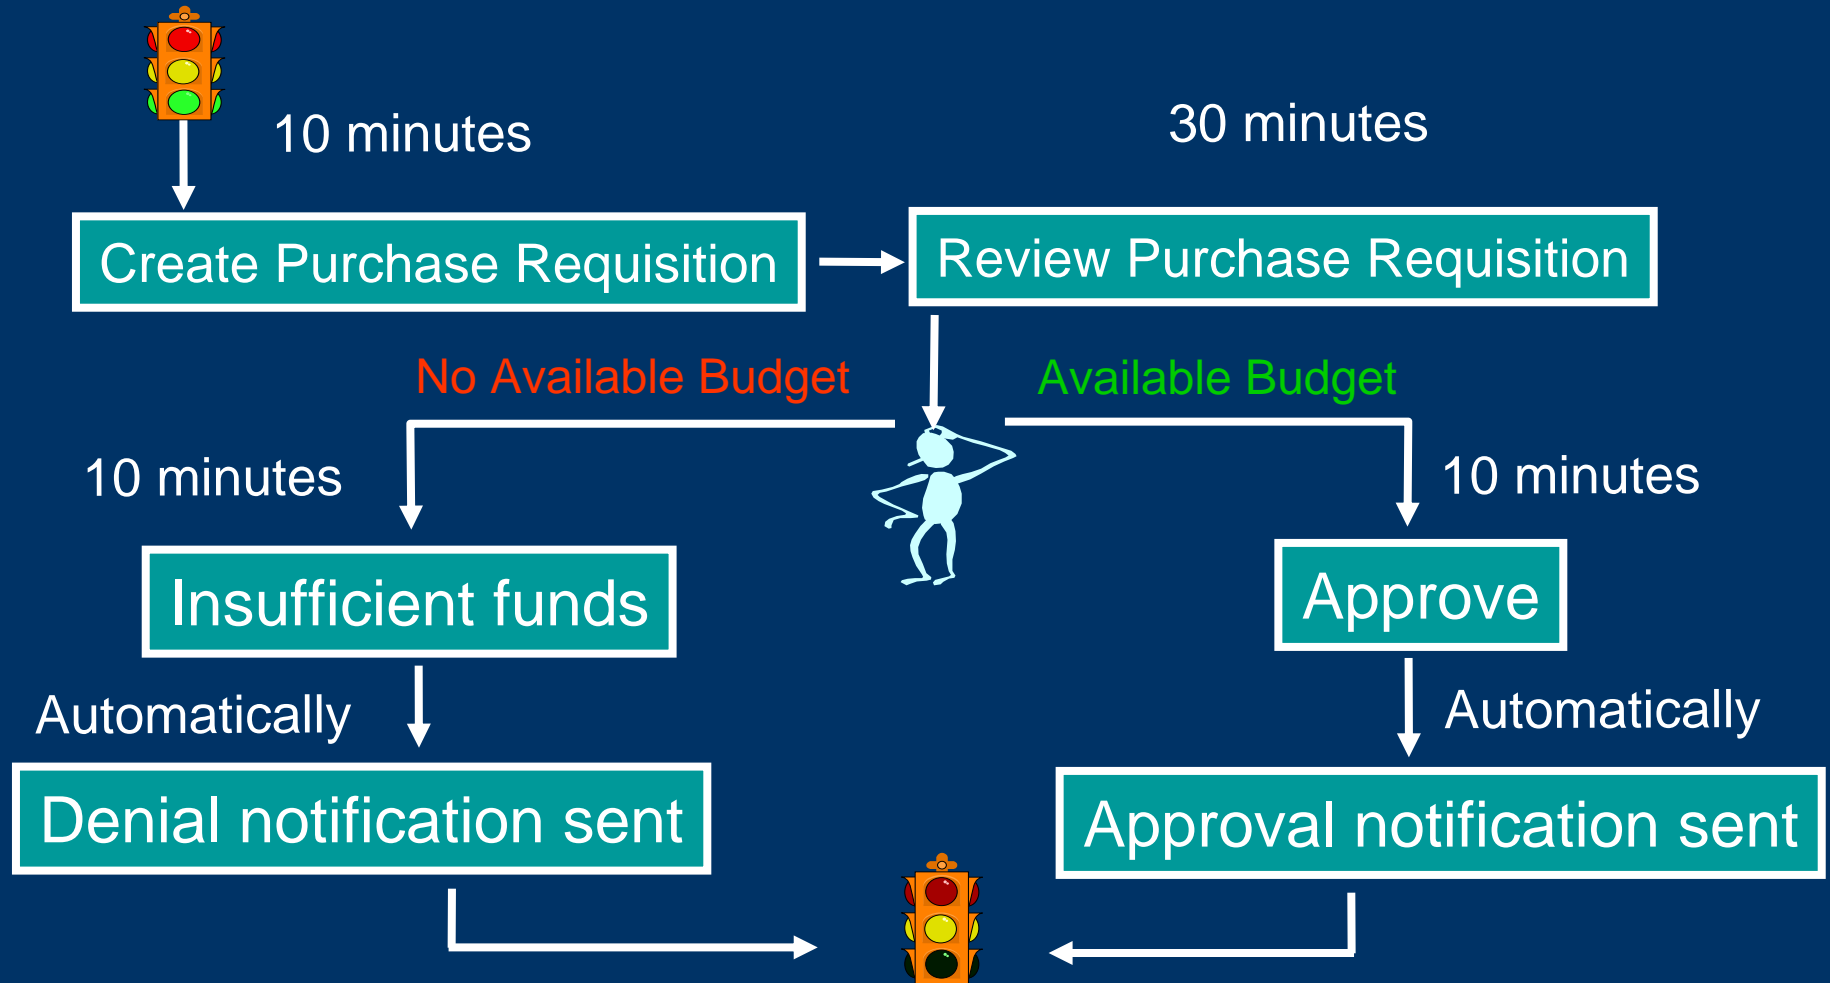 10 minutes
30 minutes
Create Purchase Requisition
Review Purchase Requisition
No Available Budget
Available Budget
10 minutes
10 minutes
Insufficient funds
Approve
Automatically
Automatically
Denial notification sent
Approval notification sent